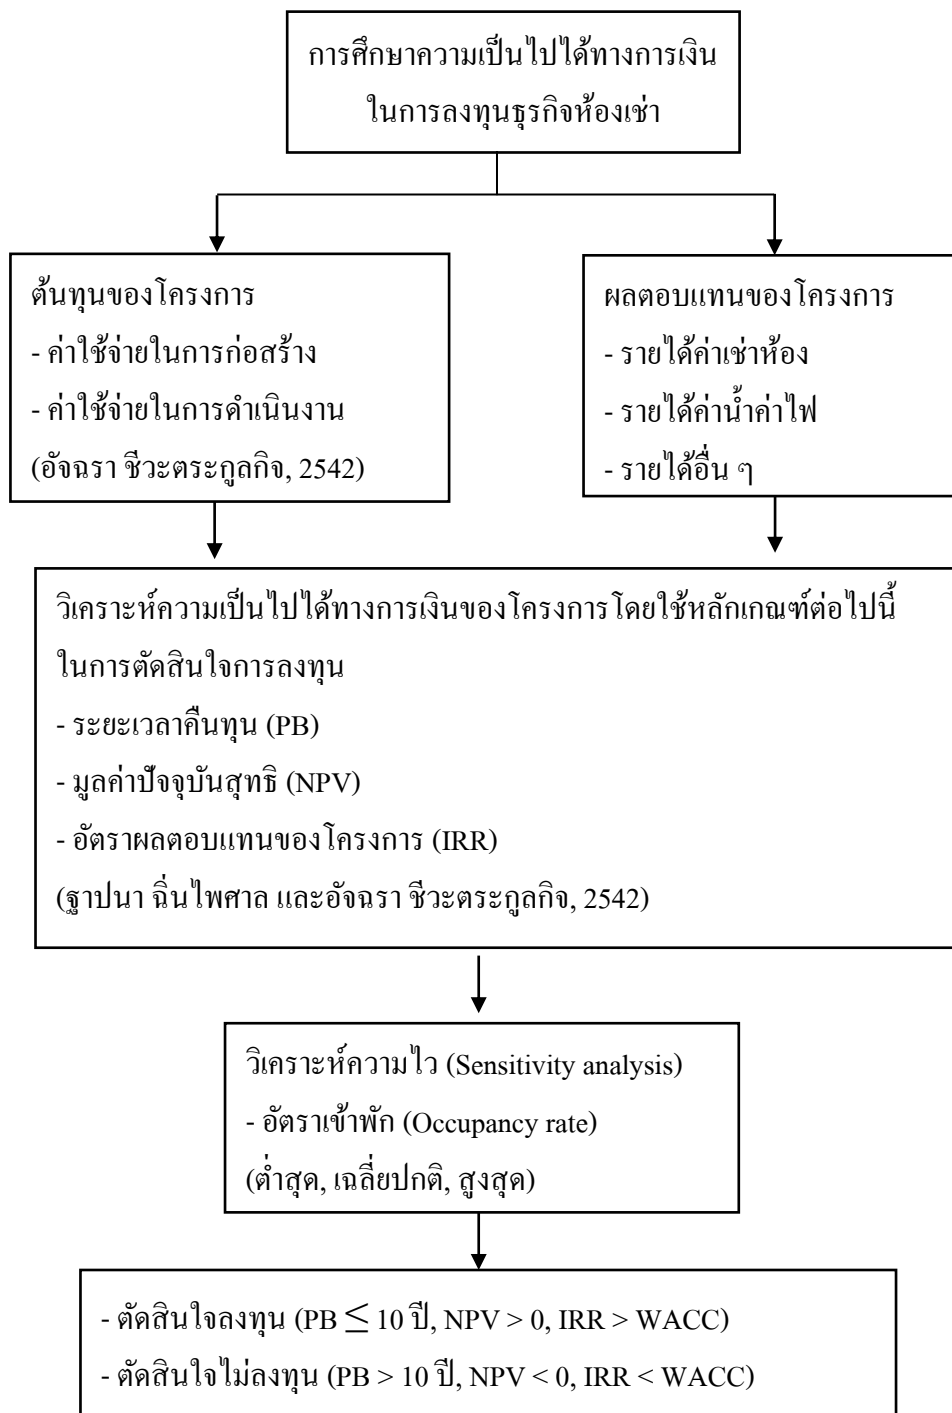 การศึกษาความเป็นไปได้ทางการเงิน
ในการลงทุนธุรกิจห้องเช่า
ต้นทุนของโครงการ
- ค่าใช้จ่ายในการก่อสร้าง
- ค่าใช้จ่ายในการดำเนินงาน
(อัจฉรา ชีวะตระกูลกิจ, 2542)
ผลตอบแทนของโครงการ
- รายได้ค่าเช่าห้อง
- รายได้ค่าน้ำค่าไฟ
- รายได้อื่น ๆ
วิเคราะห์ความเป็นไปได้ทางการเงินของโครงการโดยใช้หลักเกณฑ์ต่อไปนี้
ในการตัดสินใจการลงทุน
- ระยะเวลาคืนทุน (PB)
- มูลค่าปัจจุบันสุทธิ (NPV)
- อัตราผลตอบแทนของโครงการ (IRR)
(ฐาปนา ฉิ่นไพศาล และอัจฉรา ชีวะตระกูลกิจ, 2542)
วิเคราะห์ความไว (Sensitivity analysis)
- อัตราเข้าพัก (Occupancy rate)
(ต่ำสุด, เฉลี่ยปกติ, สูงสุด)
- ตัดสินใจลงทุน (PB ≤ 10 ปี, NPV > 0, IRR > WACC)
- ตัดสินใจไม่ลงทุน (PB > 10 ปี, NPV < 0, IRR < WACC)